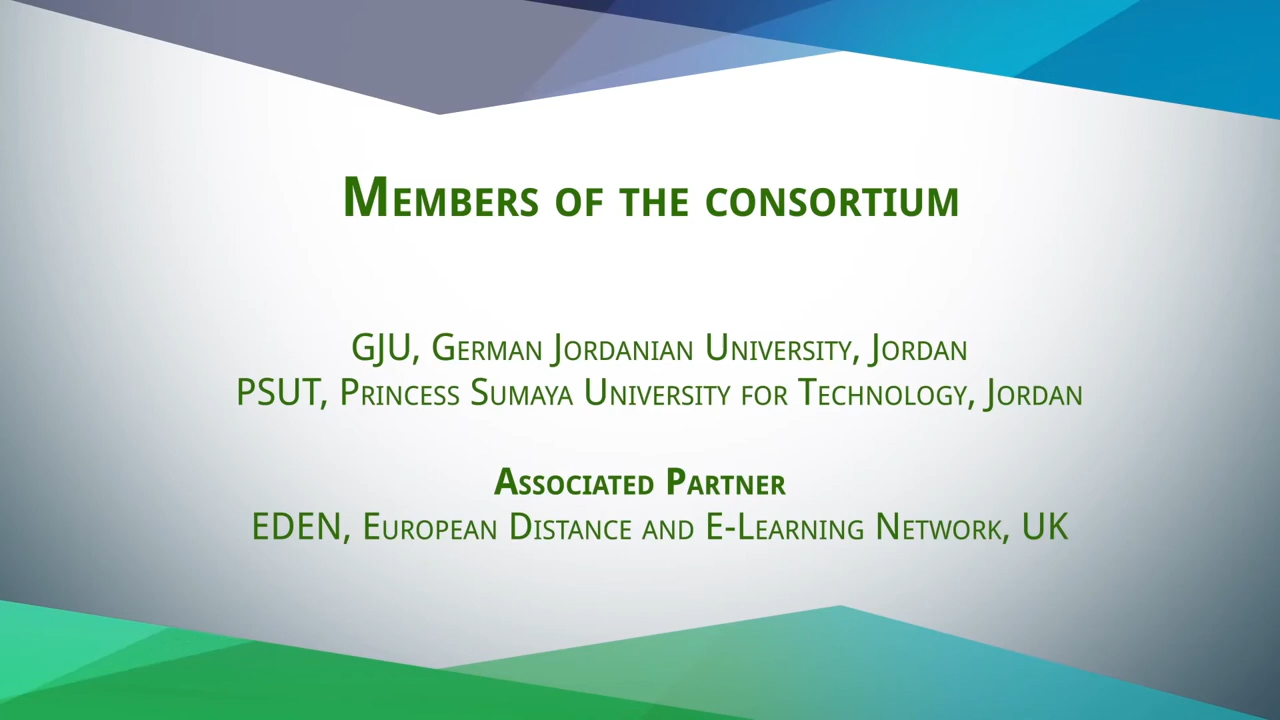 Members of the consortium
GJU, German Jordanian University, Jordan
PSUT, Princess Sumaya University for Technology, Jordan
Associated Partner
EDEN, European Distance and E-Learning Network, UK